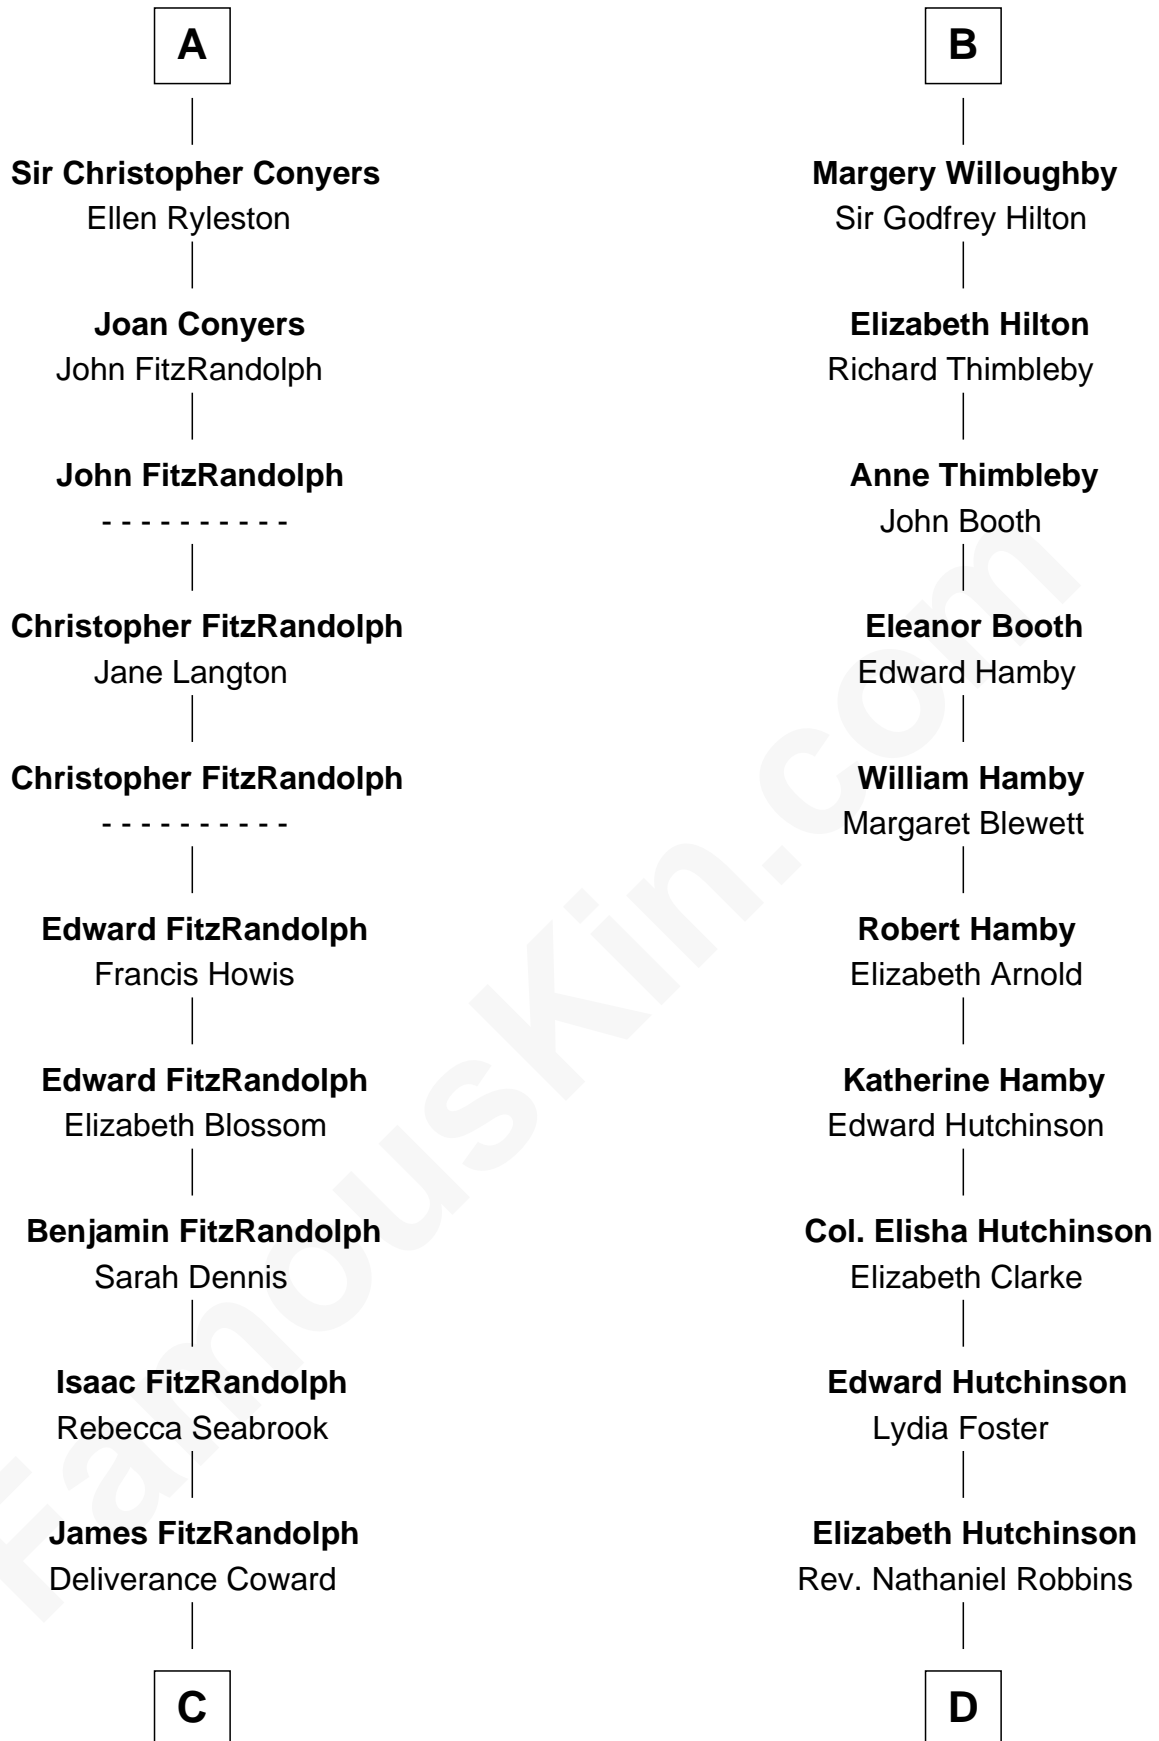 A
Sir Christopher Conyers
Ellen Ryleston
Joan Conyers
John FitzRandolph
John FitzRandolph
- - - - - - - - - -
Christopher FitzRandolph
Jane Langton
Christopher FitzRandolph
- - - - - - - - - -
Edward FitzRandolph
Francis Howis
Edward FitzRandolph
Elizabeth Blossom
Benjamin FitzRandolph
Sarah Dennis
Isaac FitzRandolph
Rebecca Seabrook
James FitzRandolph
Deliverance Coward
C
B
Margery Willoughby
Sir Godfrey Hilton
Elizabeth Hilton
Richard Thimbleby
Anne Thimbleby
John Booth
Eleanor Booth
Edward Hamby
William Hamby
Margaret Blewett
Robert Hamby
Elizabeth Arnold
Katherine Hamby
Edward Hutchinson
Col. Elisha Hutchinson
Elizabeth Clarke
Edward Hutchinson
Lydia Foster
Elizabeth Hutchinson
Rev. Nathaniel Robbins
D
FamousKin.com